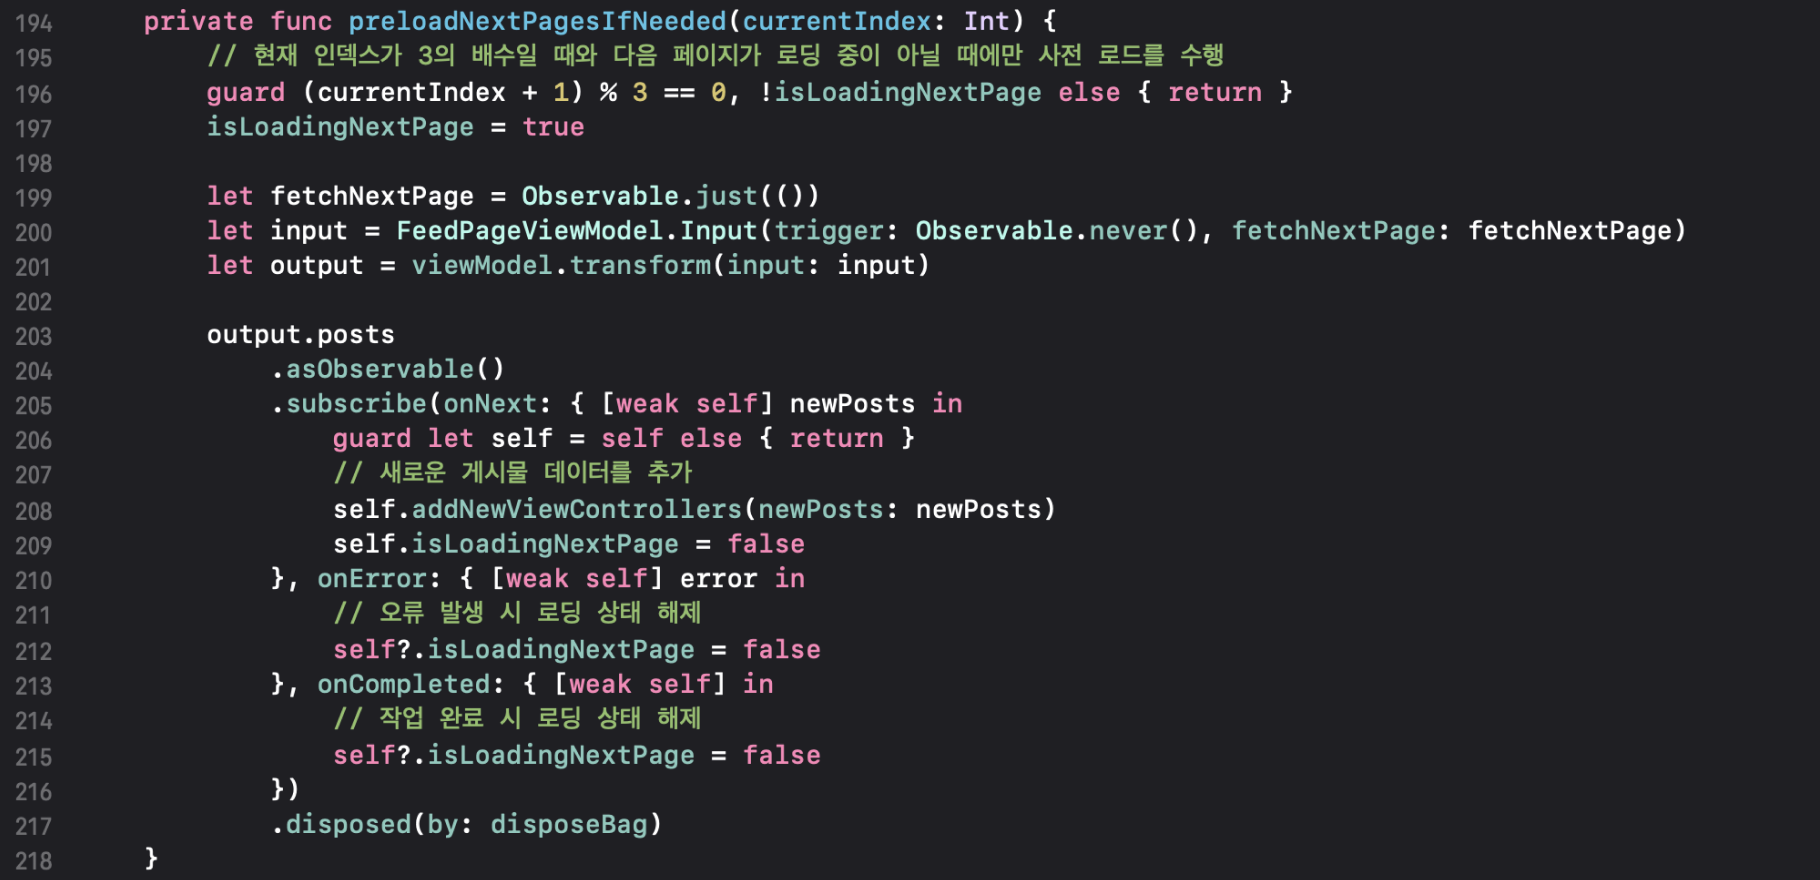 194 private func preloadNextPagesIfNeeded(currentIndex: Int) {
195 // 현재 인덱스가 3의 배수일 때와 다음 페이지가 로딩 중이 아닐 때에만 사전 로드를 수행
196 guard (currentIndex + 1) % 3 == 0, !isLoadingNextPage else { return }
197 isLoadingNextPage = true
198
199 let fetchNextPage = Observable.just(())
200 let input = FeedPageViewModel.Input(trigger: Observable.never(), fetchNextPage: fetchNextPage)
201 let output = viewModel.transform(input: input)
202
203 output.posts
204 .asObservable()
205 .subscribe(onNext: { [weak self] newPosts in
206 guard let self = self else { return }
207 // 새로운 게시물 데이터를 추가
208 self.addNewViewControllers(newPosts: newPosts)
209 self.isLoadingNextPage = false
210 }, onError: { [weak self] error in
211 // 오류 발생 시 로딩 상태 해제
212 self?.isLoadingNextPage = false
213 }, onCompleted: { [weak self] in
214 // 작업 완료 시 로딩 상태 해제
215 self?.isLoadingNextPage = false
216 })
217 .disposed(by: disposeBag)
218 }